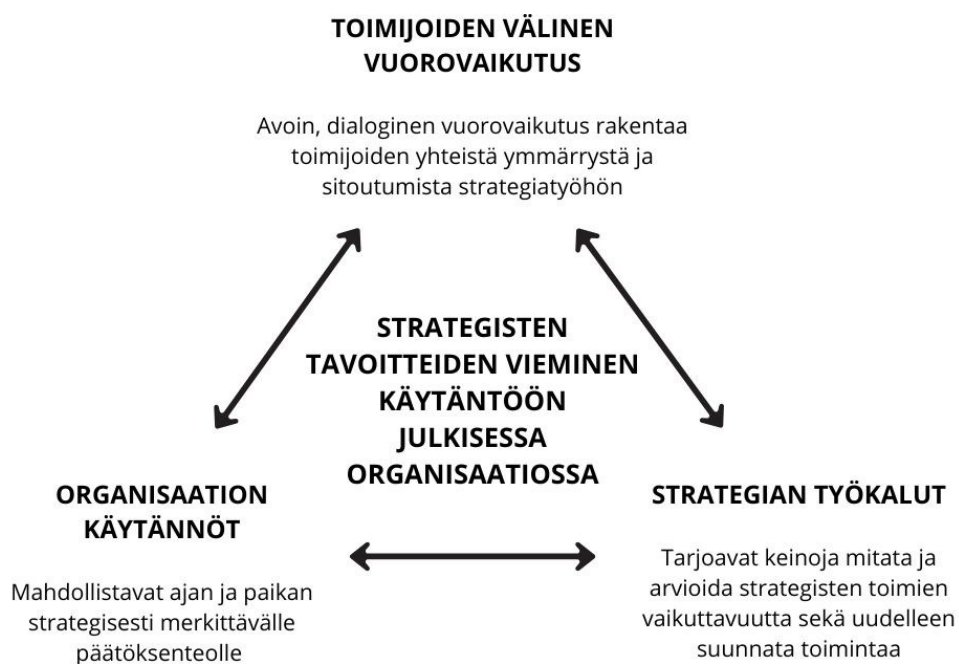 TOIMIJOIDEN VÄLINEN
VUOROVAIKUTUS
Avoin, dialoginen vuorovaikutus rakentaa
toimijoiden yhteistä ymmärrystä ja
sitoutumista strategiatyöhön
STRATEGISTEN
TAVOITTEIDEN VIEMINEN
KÄYTÄNTÖÖN
JULKISESSA
ORGANISAATIOSSA
ORGANISAATION
KÄYTÄNNÖT
Mahdollistavat ajan ja paikan
strategisesti merkittävälle
päätöksenteolle
STRATEGIAN TYÖKALUT
Tarjoavat keinoja mitata ja
arvioida strategisten toimien
vaikuttavuutta sekä uudelleen
suunnata toimintaa